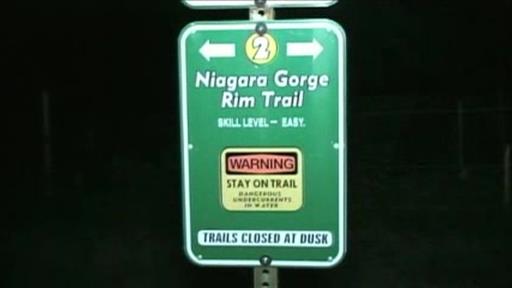 2
Niagara Gorge
Rim Trail
SKILL LEVEL - EASY.
WARNING
STAY ON TRAIL
DANGEROUS
UNDERCURRENTS
IN WATER
TRAILS CLOSED AT DUSK